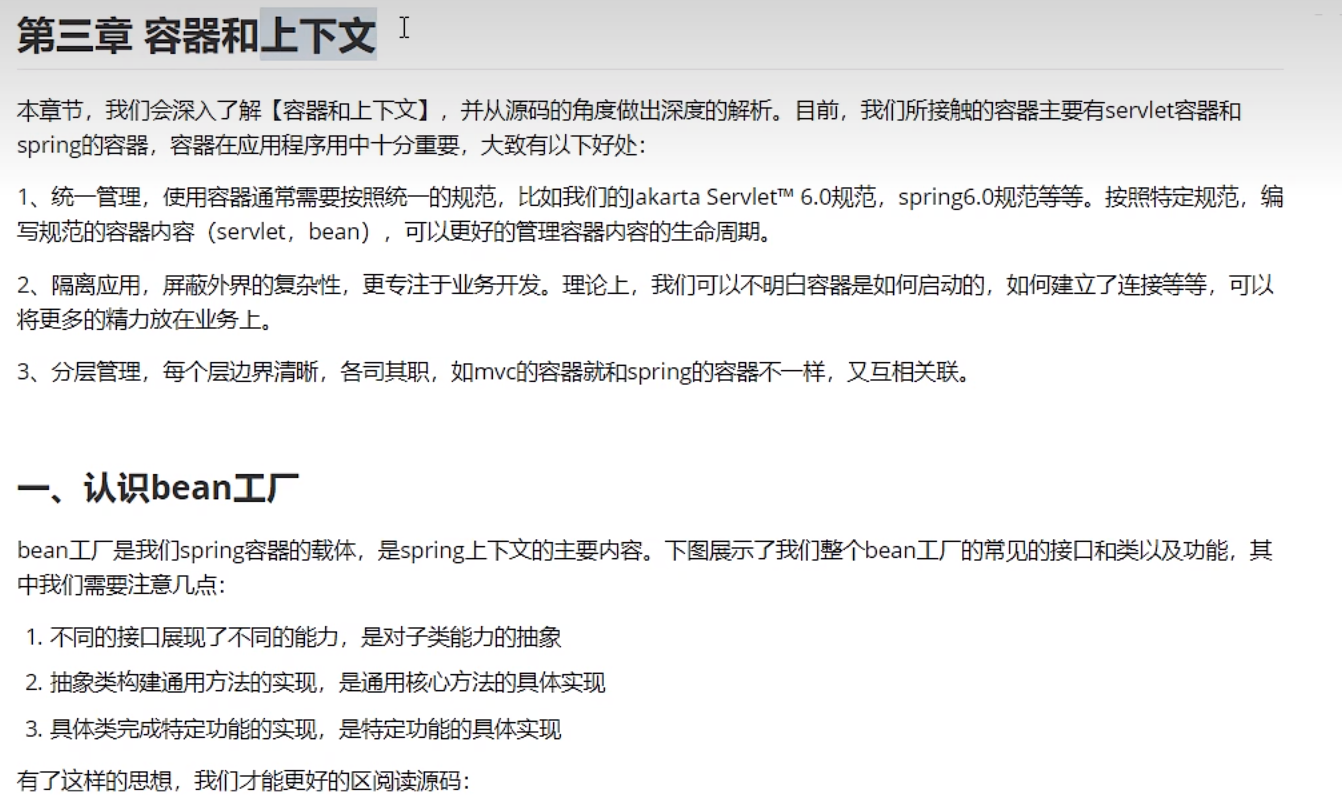 第三章 容器和上下文
本章节，我们会深入了解【容器和上下文】，并从源码的角度做出深度的解析。目前，我们所接触的容器主要有servlet容器和
spring的容器，容器在应用程序用中十分重要，大致有以下好处：
1、统一管理，使用容器通常需要按照统一的规范，比如我们的Jakarta Servlet™ 6.0规范，spring6.0规范等等。按照特定规范，编
写规范的容器内容（servlet，bean），可以更好的管理容器内容的生命周期。
2、隔离应用，屏蔽外界的复杂性，更专注于业务开发。理论上，我们可以不明白容器是如何启动的，如何建立了连接等等，可以
将更多的精力放在业务上。
3、分层管理，每个层边界清晰，各司其职，如mvc的容器就和spring的容器不一样，又互相关联。
一、认识bean工厂
bean工厂是我们spring容器的载体，是spring上下文的主要内容。下图展示了我们整个bean工厂的常见的接口和类以及功能，其
中我们需要注意几点：
1. 不同的接口展现了不同的能力，是对子类能力的抽象
2. 抽象类构建通用方法的实现，是通用核心方法的具体实现
3. 具体类完成特定功能的实现，是特定功能的具体实现
有了这样的思想，我们才能更好的区阅读源码：